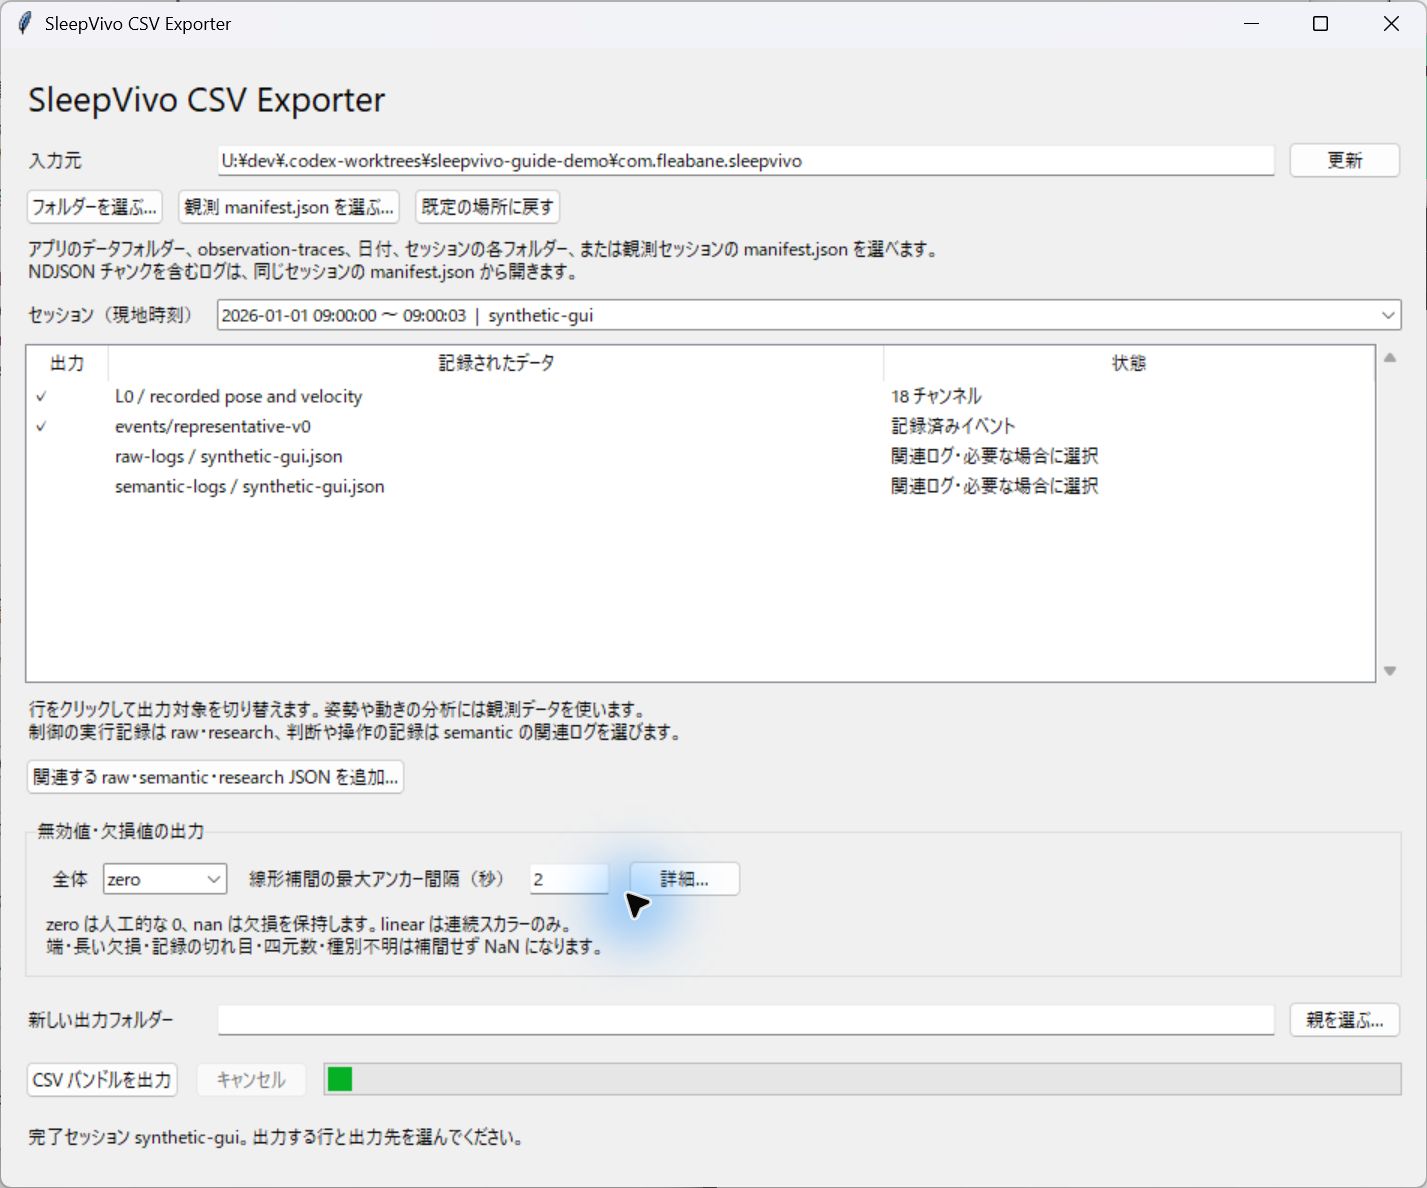 SleepVivo CSV Exporter
SleepVivo CSV Exporter
入力元 U:¥dev¥.codex-worktrees¥sleepvivo-guide-demo¥com.fleabane.sleepvivo 更新
フォルダーを選ぶ... 観測 manifest.json を選ぶ... 既定の場所に戻す
アプリのデータフォルダー、observation-traces、日付、セッションの各フォルダー、または観測セッションの manifest.json を選べます。
NDJSON チャンクを含むログは、同じセッションの manifest.json から開きます。
セッション（現地時刻） 2026-01-01 09:00:00 〜 09:00:03 | synthetic-gui
出力 記録されたデータ 状態
✓ L0 / recorded pose and velocity 18 チャンネル
✓ events/representative-v0 記録済みイベント
raw-logs / synthetic-gui.json 関連ログ・必要な場合に選択
semantic-logs / synthetic-gui.json 関連ログ・必要な場合に選択
行をクリックして出力対象を切り替えます。姿勢や動きの分析には観測データを使います。
制御の実行記録は raw・research、判断や操作の記録は semantic の関連ログを選びます。
関連する raw・semantic・research JSON を追加...
無効値・欠損値の出力
全体 zero 線形補間の最大アンカー間隔（秒） 2 詳細...
zero は人工的な 0、nan は欠損を保持します。linear は連続スカラーのみ。
端・長い欠損・記録の切れ目・四元数・種別不明は補間せず NaN になります。
新しい出力フォルダー 親を選ぶ...
CSV バンドルを出力 キャンセル
完了セッション synthetic-gui。出力する行と出力先を選んでください。